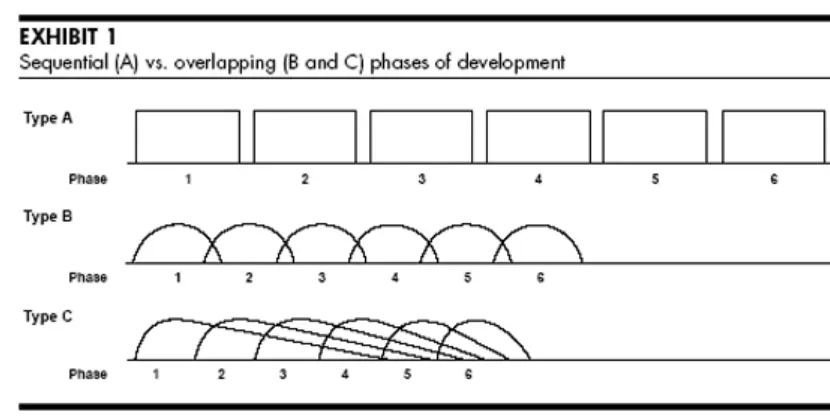 EXHIBIT 1
Sequential (A) vs. overlapping (B and C) phases of development
Type A
Phase 1 2 3 4 5 6
Type B
Phase 1 2 3 4 5 6
Type C
Phase 1 2 3 4 5 6